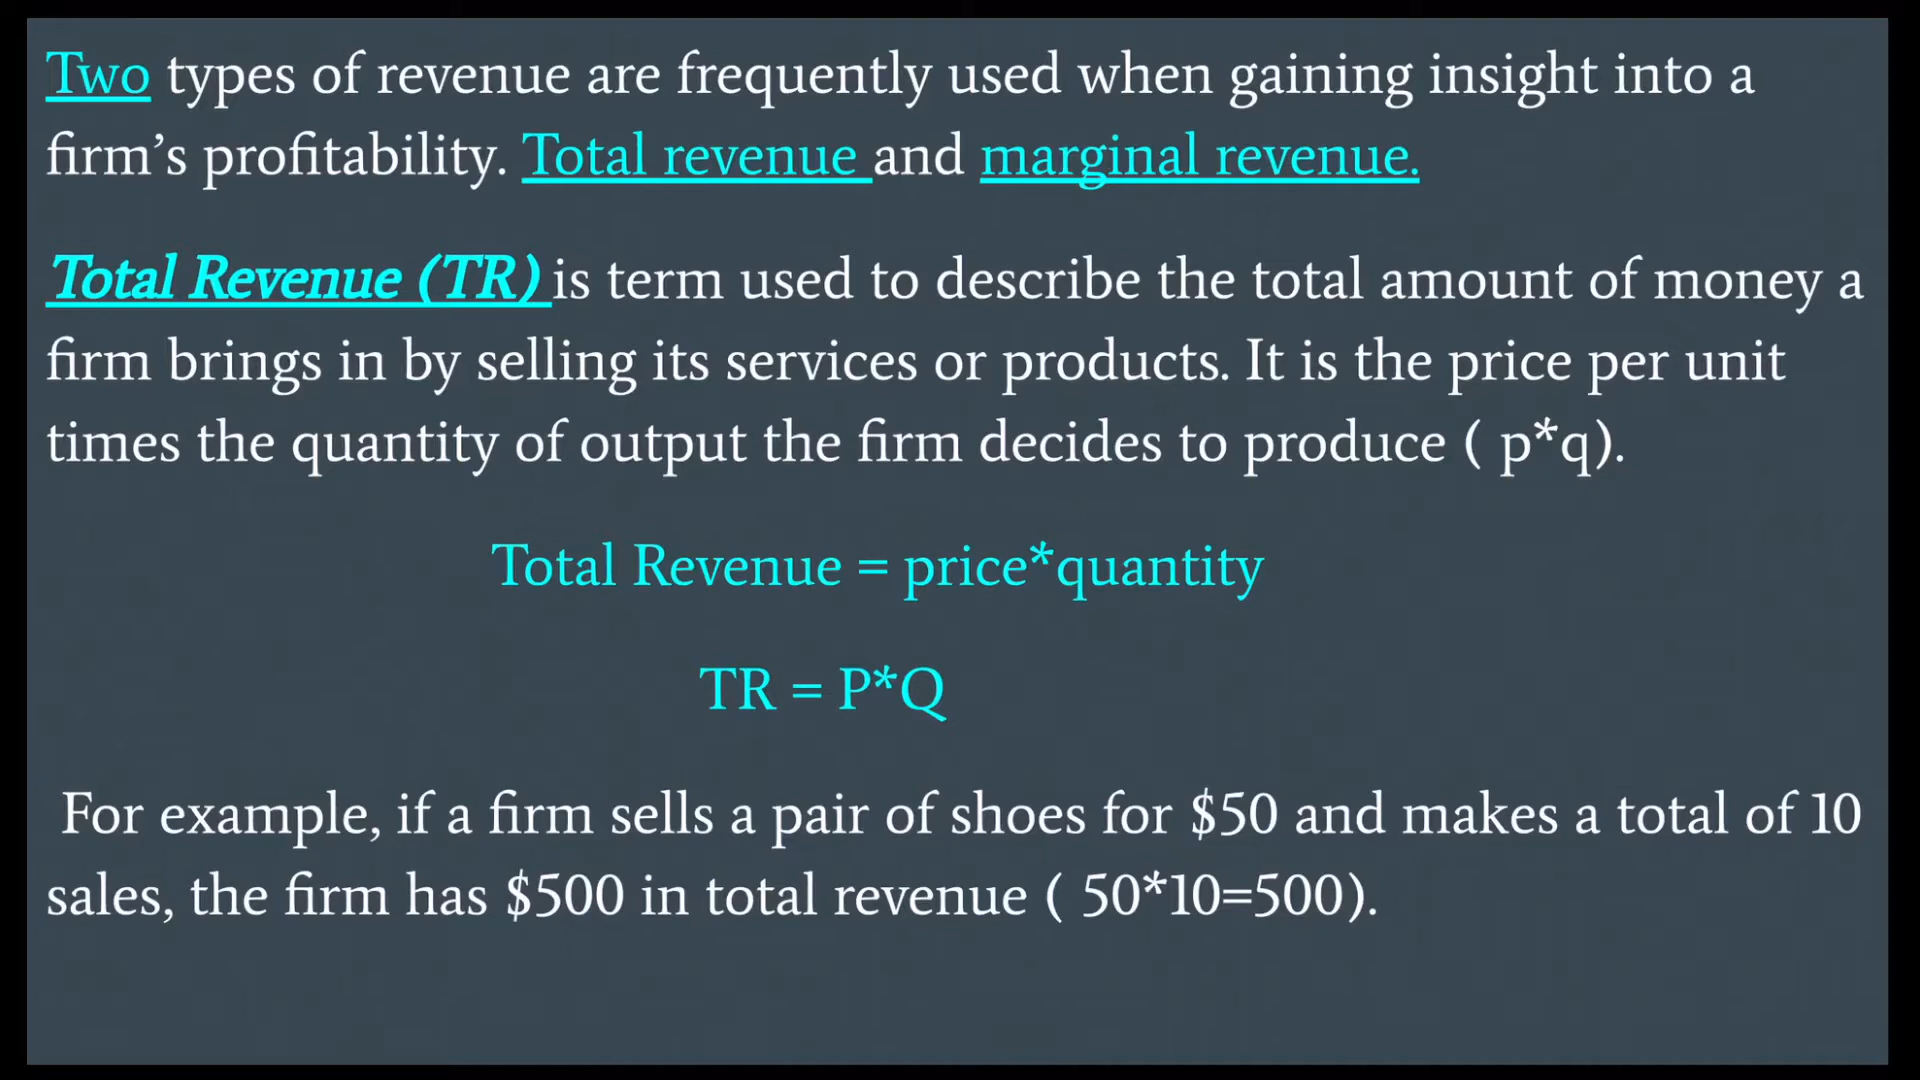 Two types of revenue are frequently used when gaining insight into a
firm’s profitability. Total revenue and marginal revenue.
Total Revenue (TR) is term used to describe the total amount of money a
firm brings in by selling its services or products. It is the price per unit
times the quantity of output the firm decides to produce ( p*q).
Total Revenue = price*quantity
TR = P*Q
For example, if a firm sells a pair of shoes for $50 and makes a total of 10
sales, the firm has $500 in total revenue ( 50*10=500).